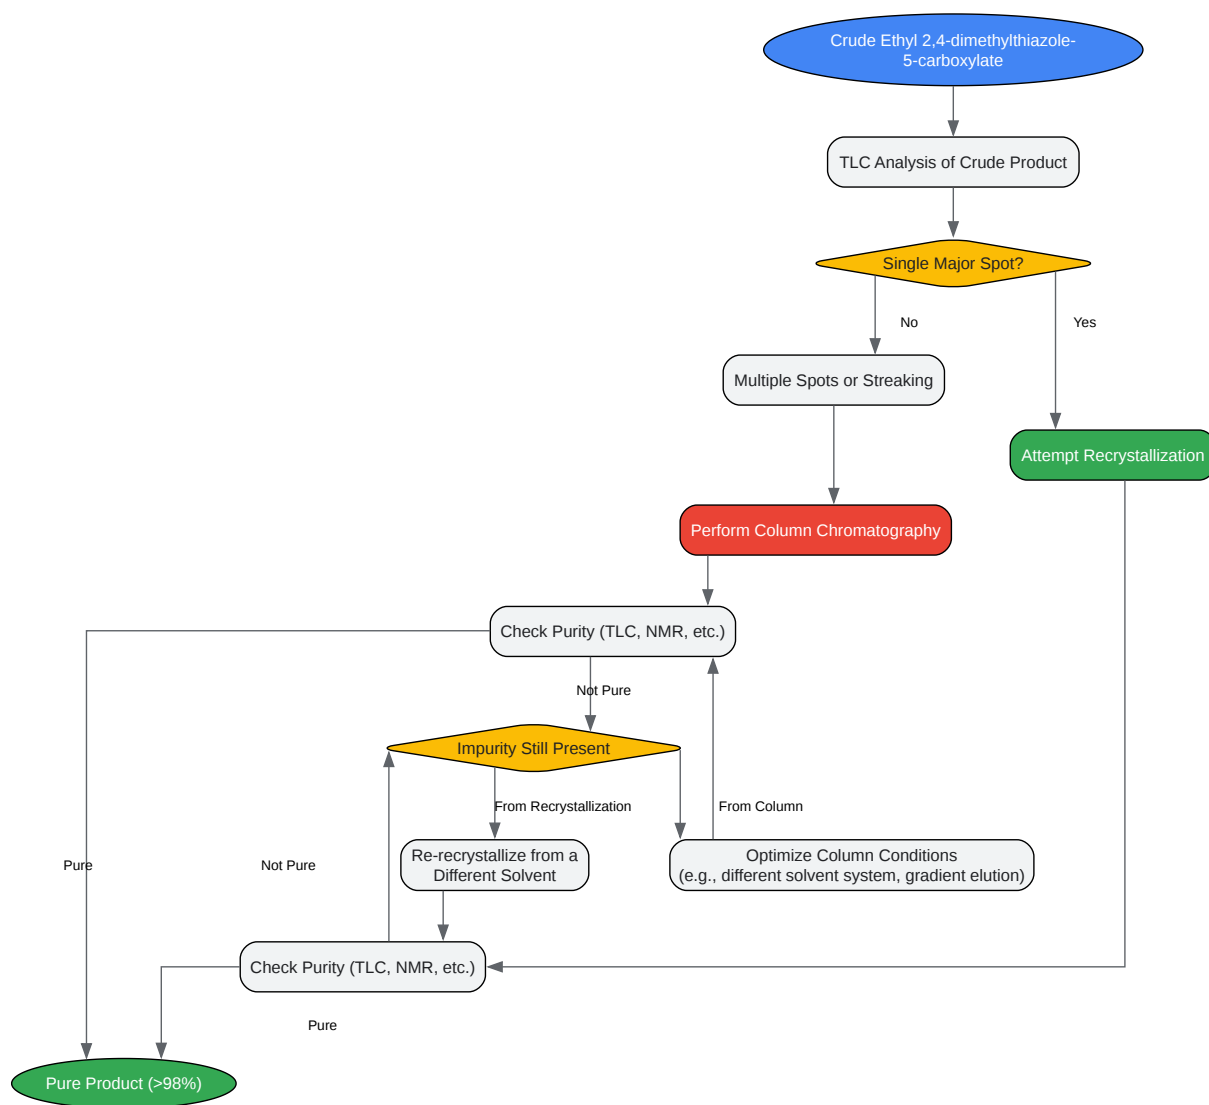 Crude Ethyl 2,4-dimethylthiazole-
5-carboxylate
TLC Analysis of Crude Product
Single Major Spot?
No
Yes
Multiple Spots or Streaking
Attempt Recrystallization
Perform Column Chromatography
Check Purity (TLC, NMR, etc.)
Not Pure
Impurity Still Present
From Recrystallization
From Column
Re-recrystallize from a
Different Solvent
Optimize Column Conditions
(e.g., different solvent system, gradient elution)
Pure
Not Pure
Check Purity (TLC, NMR, etc.)
Pure
Pure Product (>98%)